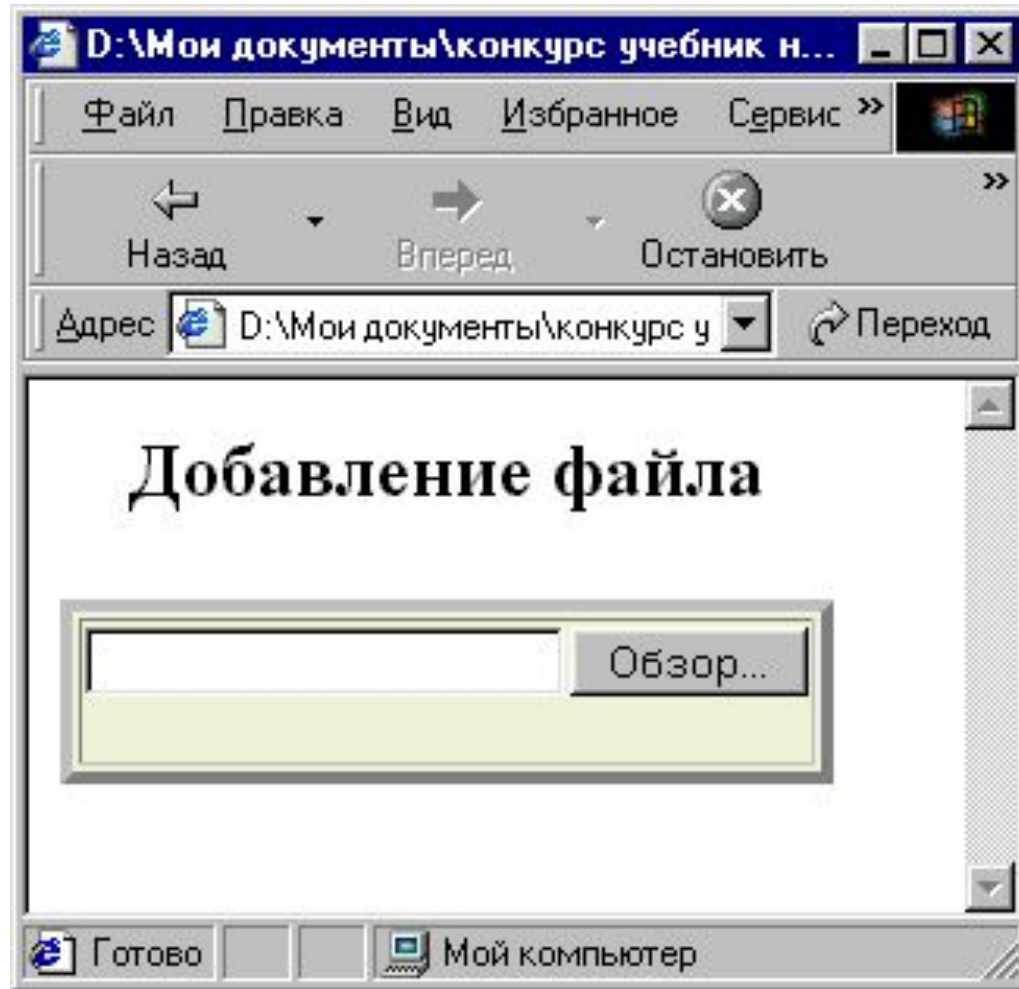 D:\Мои документы\конкурс учебник н...
Файл Правка Вид Избранное Сервис »
»
Назад Вперед Остановить
Адрес D:\Мои документы\конкурс у Переход
Добавление файла
Обзор...
Готово Мой компьютер